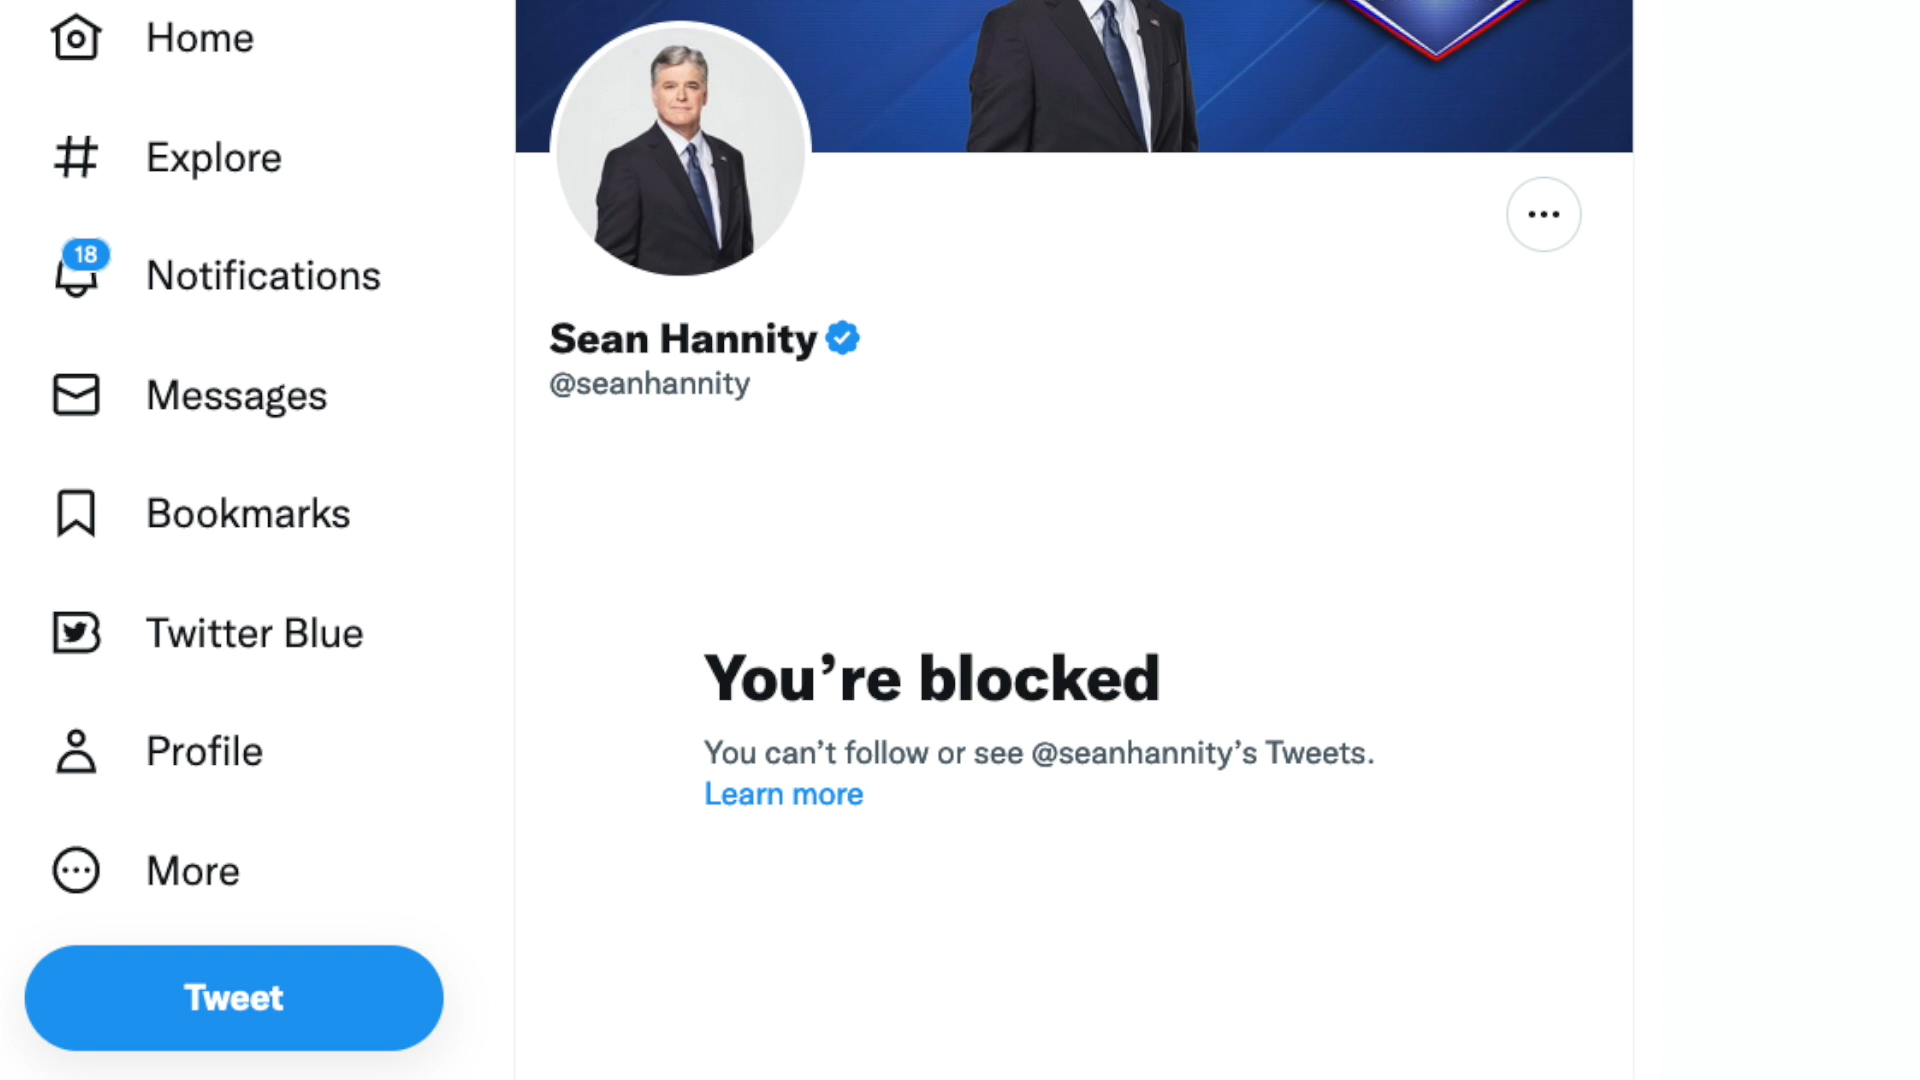 Home
Explore
18
Notifications
Messages
Bookmarks
Twitter Blue
Profile
More
Tweet
Sean Hannity
@seanhannity
You’re blocked
You can’t follow or see @seanhannity’s Tweets.
Learn more